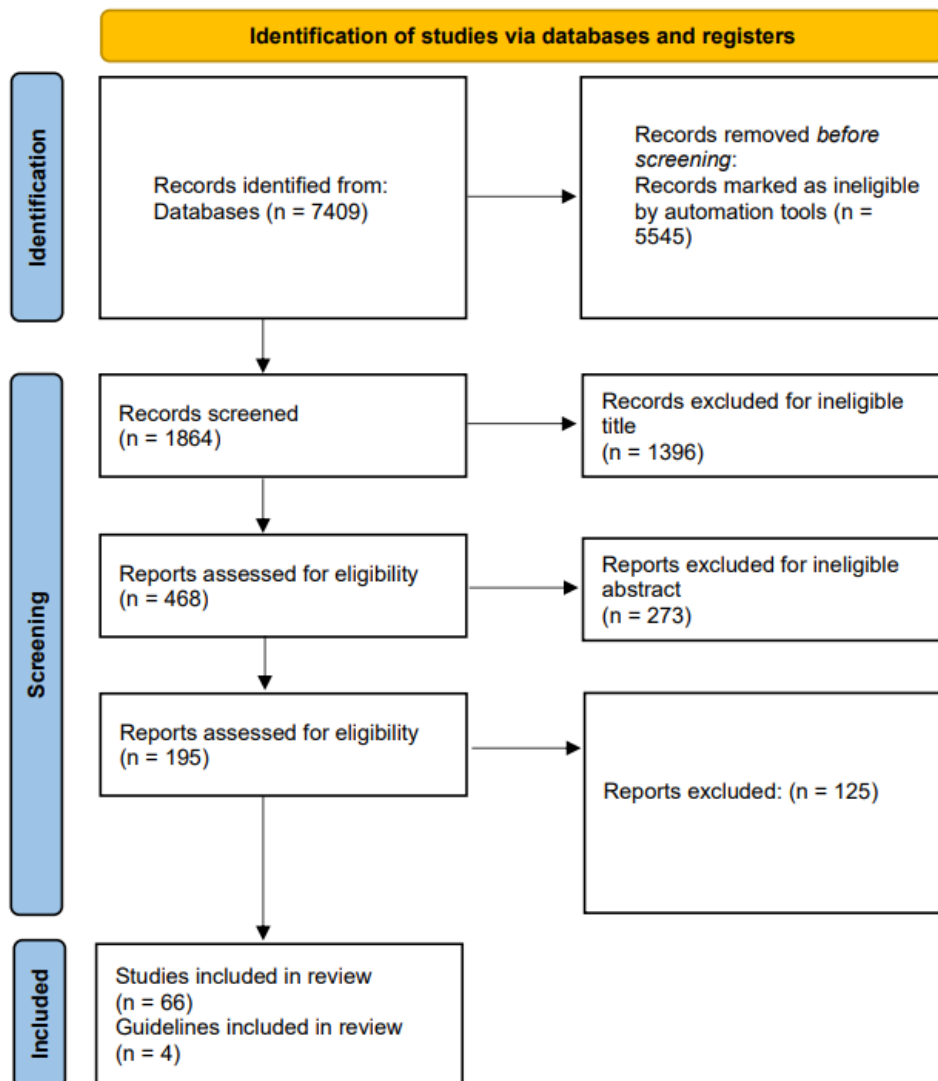 Identification of studies via databases and registers
Identification
Records identified from:
Databases (n = 7409)
Records removed before
screening:
Records marked as ineligible
by automation tools (n =
5545)
Screening
Records screened
(n = 1864)
Records excluded for ineligible
title
(n = 1396)
Reports assessed for eligibility
(n = 468)
Reports excluded for ineligible
abstract
(n = 273)
Reports assessed for eligibility
(n = 195)
Reports excluded: (n = 125)
Included
Studies included in review
(n = 66)
Guidelines included in review
(n = 4)